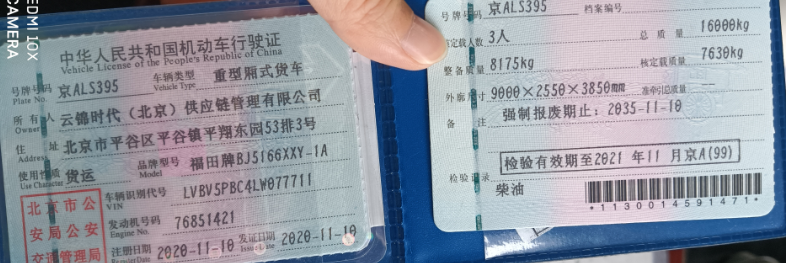 REDMI 10X
CAMERA
中华人民共和国机动车行驶证
Vehicle License of the People's Republic of China
号牌号码 京ALS395 车辆类型 重型厢式货车
Plate No. Vehicle Type
所有人 云锦时代（北京）供应链管理有限公司
Owner
住址 北京市平谷区平谷镇平翔东园53排3号
Address
使用性质 货运 品牌型号 福田牌BJ5166XXY-1A
Use Character Model
北京市公安局公安交通管理局
车辆识别代号 LVBV5PBC4LW077711
VIN
发动机号码 76851421
Engine No.
注册日期 2020-11-10 发证日期 2020-11-10
Register Date Issue Date
号牌号码 京ALS395 档案编号
定载人数 3人 总质量 16000kg
整备质量 8175kg 核定载质量 7630kg
外廓尺寸 9000×2550×3850mm 准牵引总质量 —
备注 强制报废期止：2035-11-10
检验有效期至2021 年 11 月京A(99)
检验记录
柴油
*1130014591471*